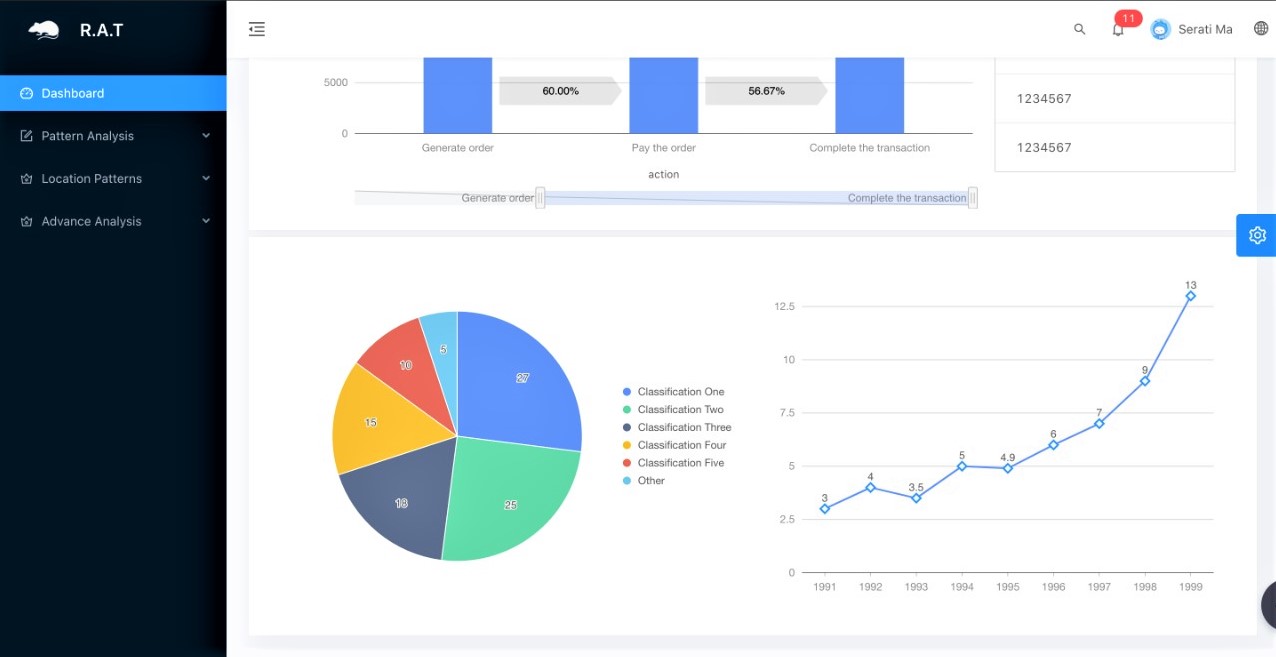 R.A.T
11
Serati Ma
Dashboard
Pattern Analysis
Location Patterns
Advance Analysis
5000
60.00%
56.67%
0
Generate order
Pay the order
Complete the transaction
action
Generate order
Complete the transaction
1234567
1234567
5
27
10
15
18
25
Classification One
Classification Two
Classification Three
Classification Four
Classification Five
Other
12.5
10
7.5
5
2.5
0
3
4
3.5
5
4.9
6
7
9
13
1991 1992 1993 1994 1995 1996 1997 1998 1999